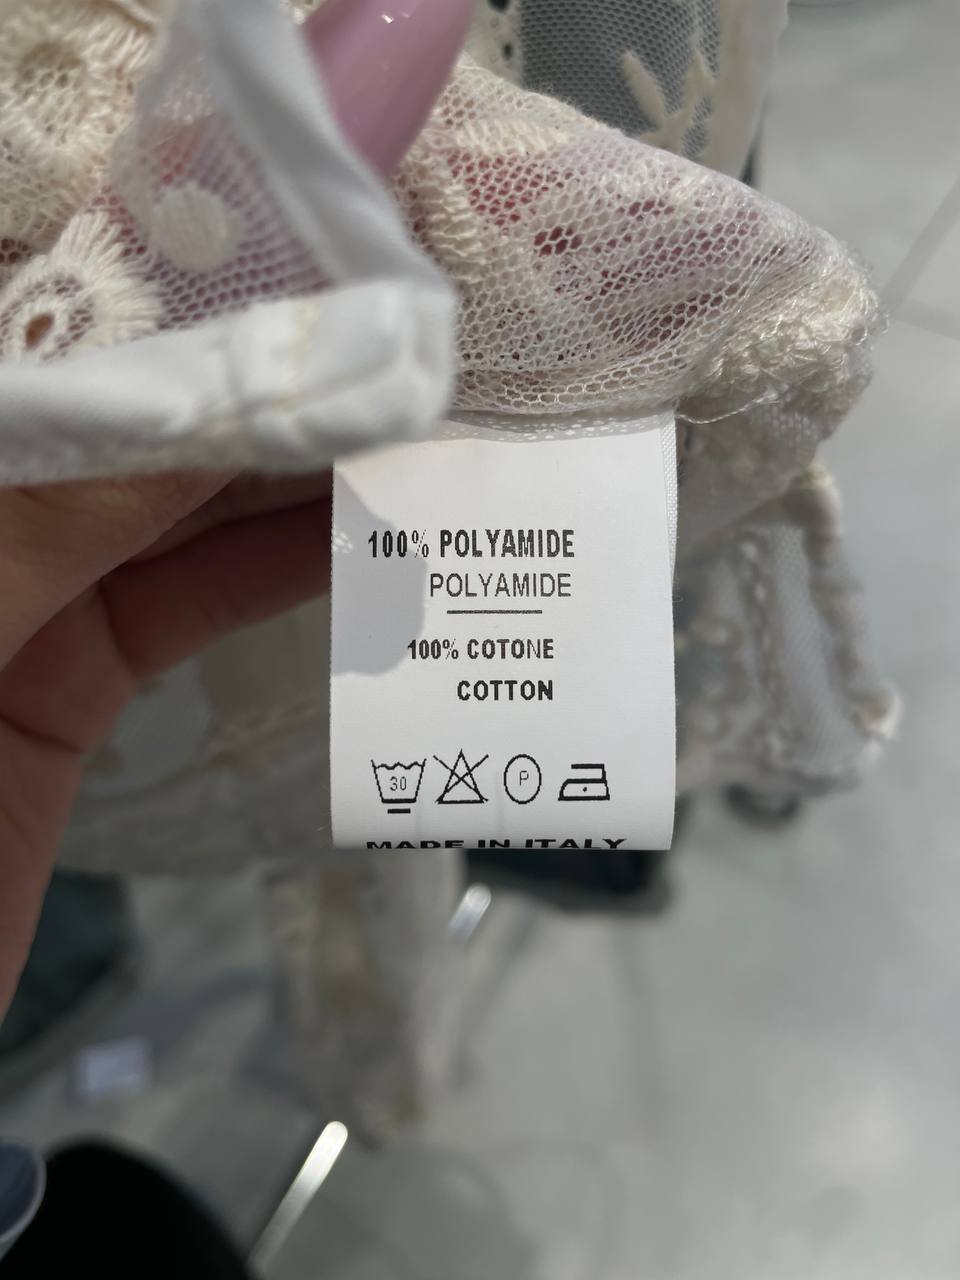 100% POLYAMIDE
POLYAMIDE
100% COTONE
COTTON
30 P
MADE IN ITALY